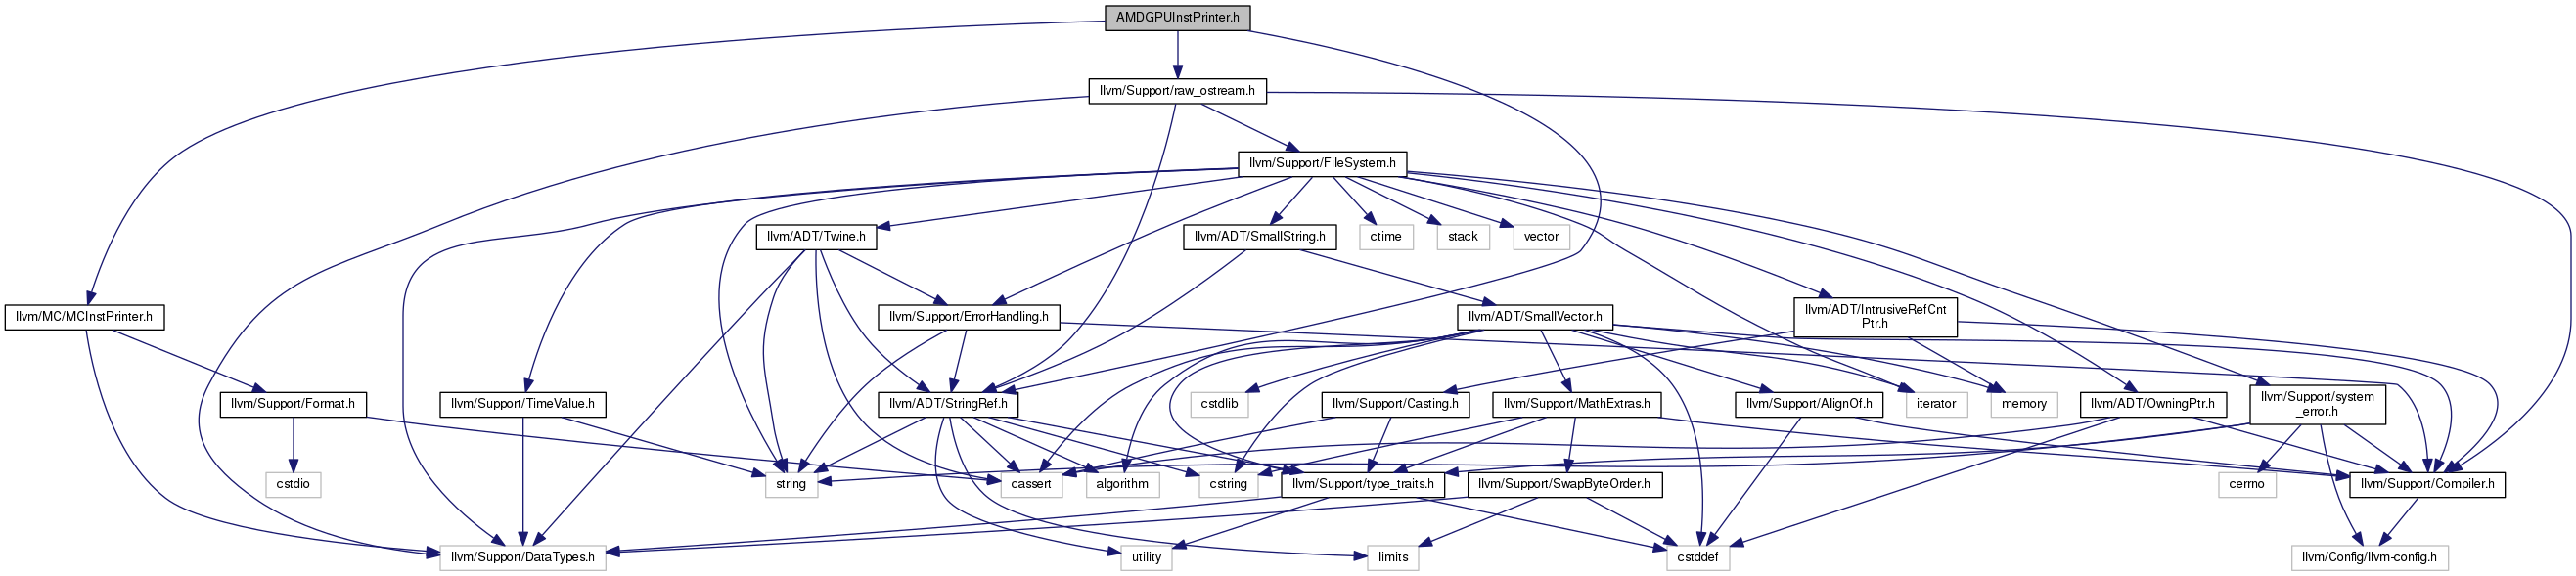 AMDGPUInstPrinter.h
llvm/Support/raw_ostream.h
llvm/Support/FileSystem.h
llvm/ADT/Twine.h
llvm/ADT/SmallString.h
ctime
stack
vector
llvm/MC/MCInstPrinter.h
llvm/Support/ErrorHandling.h
llvm/ADT/SmallVector.h
llvm/ADT/IntrusiveRefCnt
Ptr.h
llvm/Support/Format.h
llvm/Support/TimeValue.h
llvm/ADT/StringRef.h
cstdlib
llvm/Support/Casting.h
llvm/Support/MathExtras.h
llvm/Support/AlignOf.h
iterator
memory
llvm/ADT/OwningPtr.h
llvm/Support/system
_error.h
cstdio
string
cassert
algorithm
cstring
llvm/Support/type_traits.h
llvm/Support/SwapByteOrder.h
cerrno
llvm/Support/Compiler.h
llvm/Support/DataTypes.h
utility
limits
cstddef
llvm/Config/llvm-config.h